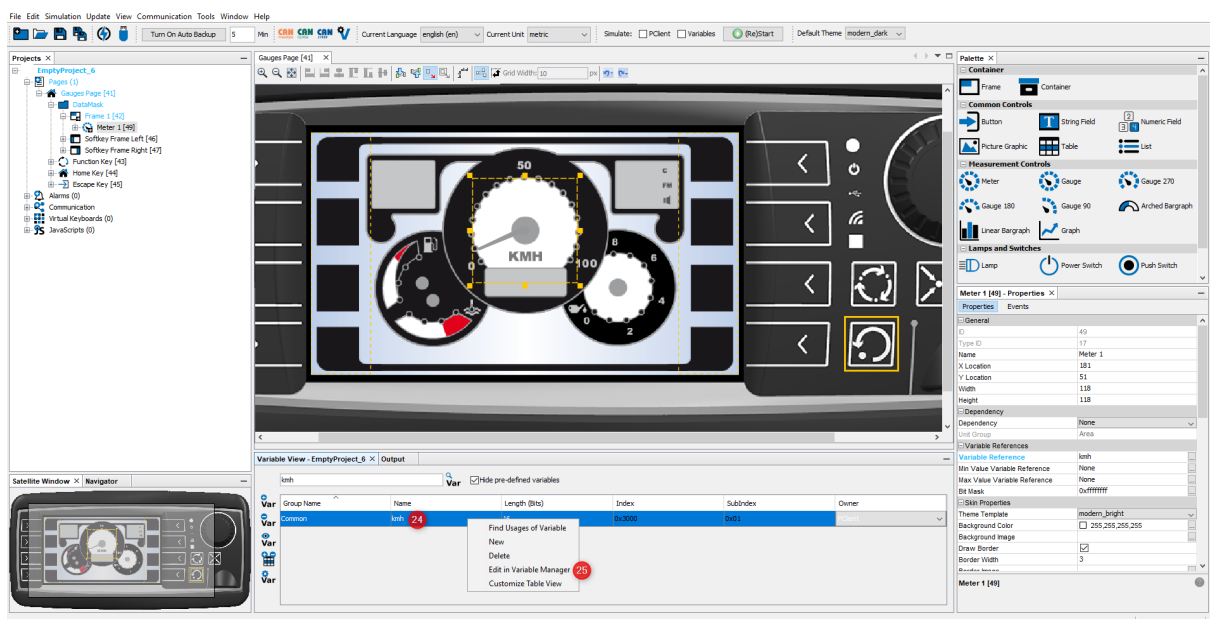 File Edit Simulation Update View Communication Tools Window Help
Turn On Auto Backup 5 Min CAN CAN CAN Current Language english (en) Current Unit metric Simulate: PClient Variables (Re)Start Default Theme modern_dark
Projects
EmptyProject_6
Pages (1)
Gauges Page [41]
DataMask
Frame 1 [42]
Meter 1 [49]
Softkey Frame Left [46]
Softkey Frame Right [47]
Function Key [43]
Home Key [44]
Escape Key [45]
Alarms (0)
Communication
Virtual Keyboards (0)
JavaScripts (0)
Satellite Window Navigator
Gauges Page [41]
Grid Width: 10 px
50
C
FM
KMH
0
100
8
6
4
2
0
Variable View - EmptyProject_6 Output
kmh Var Hide pre-defined variables
Var
Var
Var
Var
Group Name Name Length (Bits) Index SubIndex Owner
Common kmh 24 16 0x3000 0x01 PClient
Find Usages of Variable
New
Delete
Edit in Variable Manager 25
Customize Table View
Palette
Container
Frame Container
Common Controls
Button String Field Numeric Field
Picture Graphic Table List
Measurement Controls
Meter Gauge Gauge 270
Gauge 180 Gauge 90 Arched Bargraph
Linear Bargraph Graph
Lamps and Switches
Lamp Power Switch Push Switch
Meter 1 [49] - Properties
Properties Events
General
ID 49
Type ID 17
Name Meter 1
X Location 181
Y Location 51
Width 118
Height 118
Dependency
Dependency None
Unit Group Area
Variable References
Variable Reference kmh
Min Value Variable Reference None
Max Value Variable Reference None
Bit Mask 0xffffffff
Skin Properties
Theme Template modern_bright
Background Color 255,255,255,255
Background Image
Draw Border
Border Width 3
Border Image
Meter 1 [49]